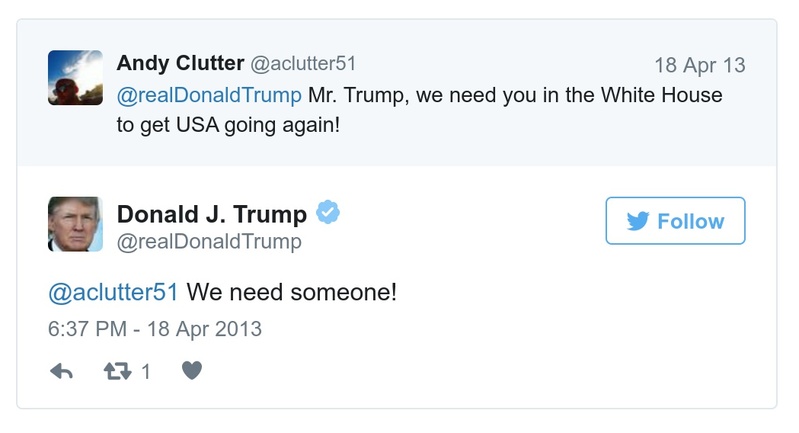 Andy Clutter @aclutter51 18 Apr 13
@realDonaldTrump Mr. Trump, we need you in the White House
to get USA going again!
Donald J. Trump
@realDonaldTrump
Follow
@aclutter51 We need someone!
6:37 PM - 18 Apr 2013
1